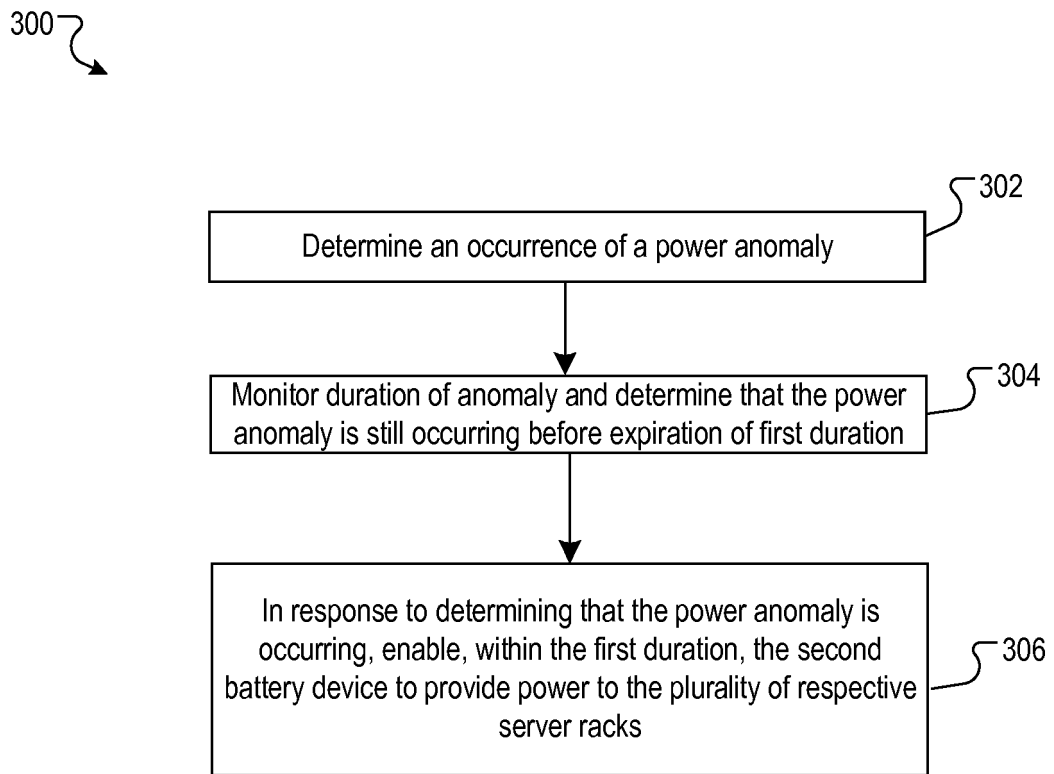 300
302
Determine an occurrence of a power anomaly
304
Monitor duration of anomaly and determine that the power
anomaly is still occurring before expiration of first duration
In response to determining that the power anomaly is
occurring, enable, within the first duration, the second
battery device to provide power to the plurality of respective
server racks
306